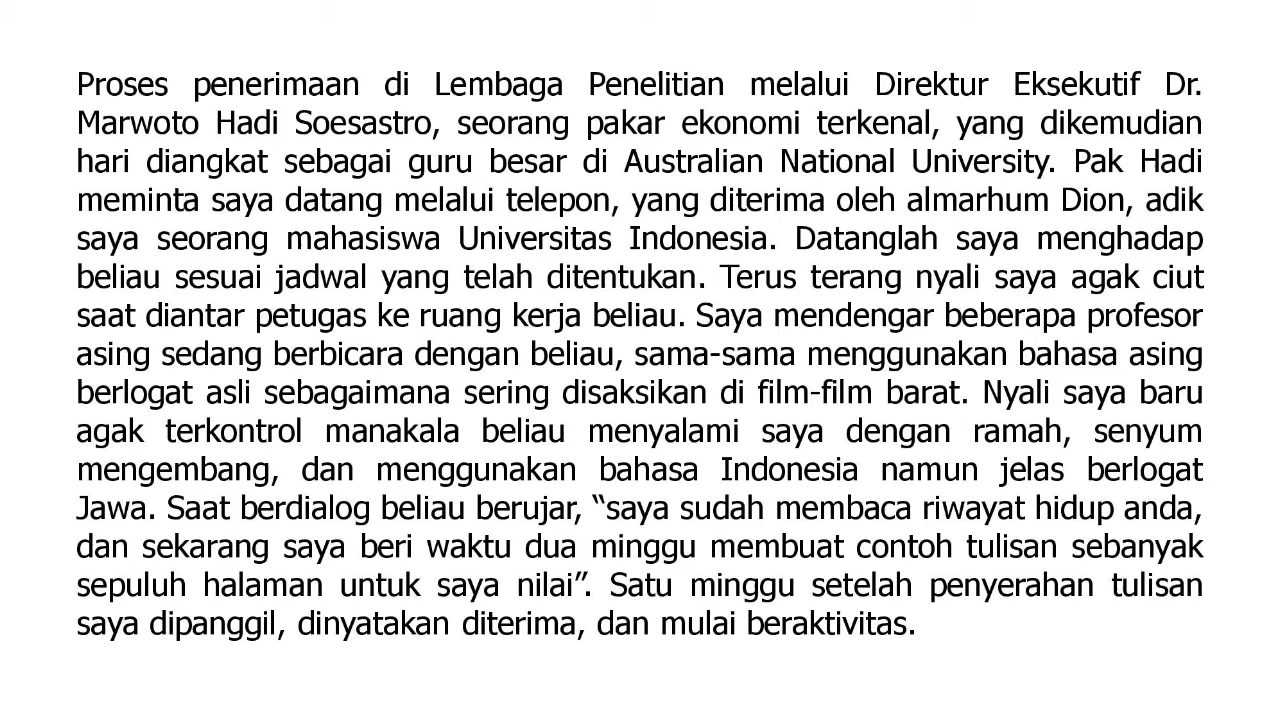 Proses penerimaan di Lembaga Penelitian melalui Direktur Eksekutif Dr.
Marwoto Hadi Soesastro, seorang pakar ekonomi terkenal, yang dikemudian
hari diangkat sebagai guru besar di Australian National University. Pak Hadi
meminta saya datang melalui telepon, yang diterima oleh almarhum Dion, adik
saya seorang mahasiswa Universitas Indonesia. Datanglah saya menghadap
beliau sesuai jadwal yang telah ditentukan. Terus terang nyali saya agak ciut
saat diantar petugas ke ruang kerja beliau. Saya mendengar beberapa profesor
asing sedang berbicara dengan beliau, sama-sama menggunakan bahasa asing
berlogat asli sebagaimana sering disaksikan di film-film barat. Nyali saya baru
agak terkontrol manakala beliau menyalami saya dengan ramah, senyum
mengembang, dan menggunakan bahasa Indonesia namun jelas berlogat
Jawa. Saat berdialog beliau berujar, “saya sudah membaca riwayat hidup anda,
dan sekarang saya beri waktu dua minggu membuat contoh tulisan sebanyak
sepuluh halaman untuk saya nilai”. Satu minggu setelah penyerahan tulisan
saya dipanggil, dinyatakan diterima, dan mulai beraktivitas.